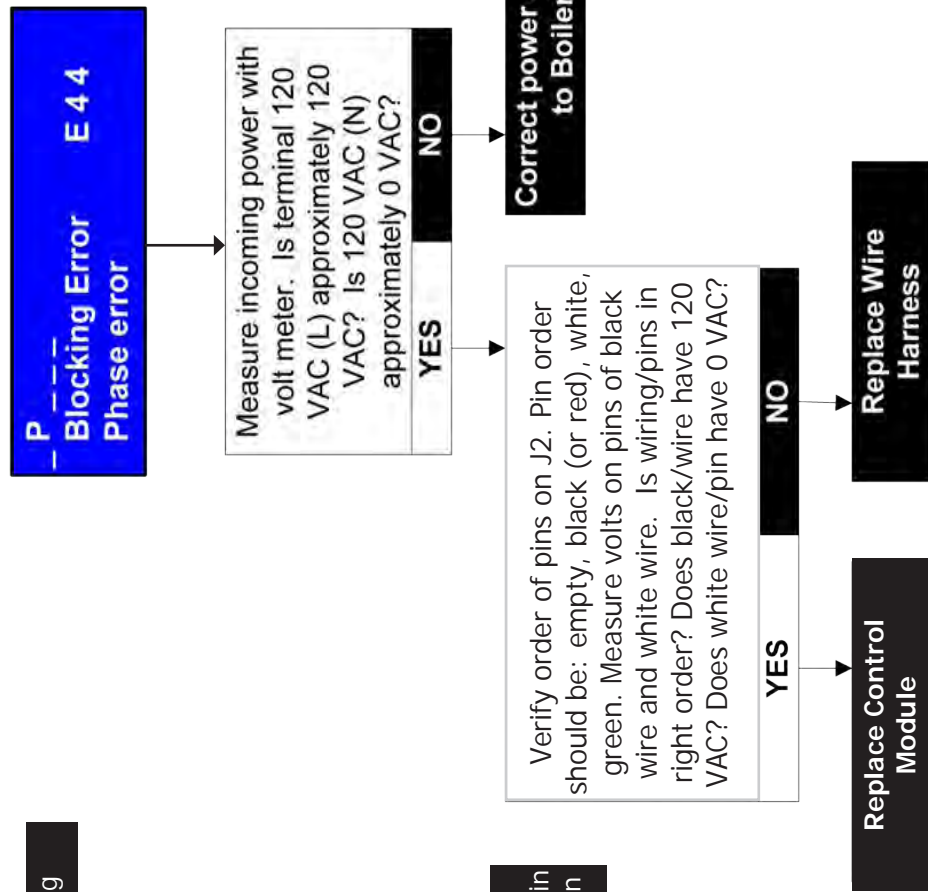 _ P _ _ _ _
Blocking Error E 4 4
Phase error
Measure incoming power with
volt meter. Is terminal 120
VAC (L) approximately 120
VAC? Is 120 VAC (N)
approximately 0 VAC?
YES
NO
Correct power
to Boiler
Verify order of pins on J2. Pin order
should be: empty, black (or red), white,
green. Measure volts on pins of black
wire and white wire. Is wiring/pins in
right order? Does black/wire have 120
VAC? Does white wire/pin have 0 VAC?
YES
NO
Replace Control
Module
Replace Wire
Harness
g
in
n